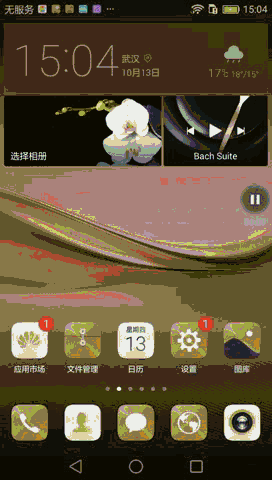 无服务 ... 15:04
15:04 武汉
10月13日
17℃ 18°/15°
选择相册 Bach Suite
1 1
星期四
13
应用市场 文件管理 日历 设置 图库